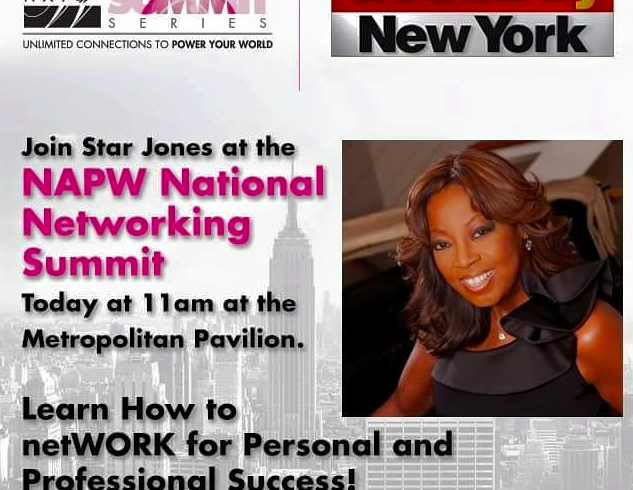 SERIES
UNLIMITED CONNECTIONS TO POWER YOUR WORLD
New York
Join Star Jones at the
NAPW National
Networking
Summit
Today at 11am at the
Metropolitan Pavilion.
Learn How to
netWORK for Personal and
Professional Success!